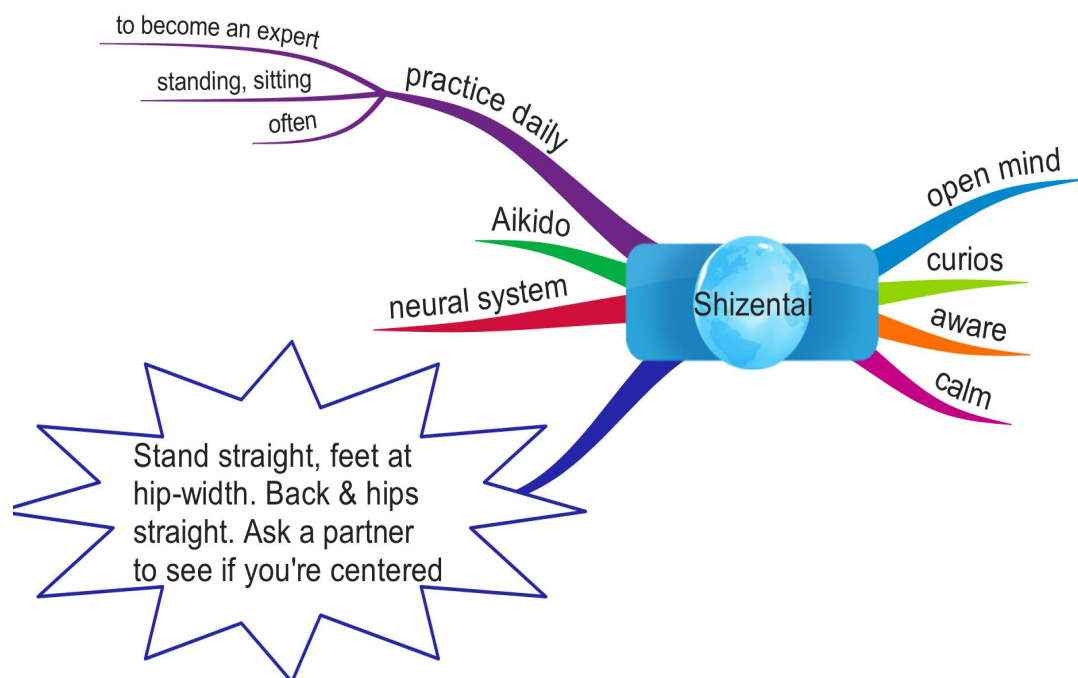 to become an expert
standing, sitting
often
practice daily
Aikido
neural system
Stand straight, feet at
hip-width. Back & hips
straight. Ask a partner
to see if you're centered
Shizentai
open mind
curios
aware
calm